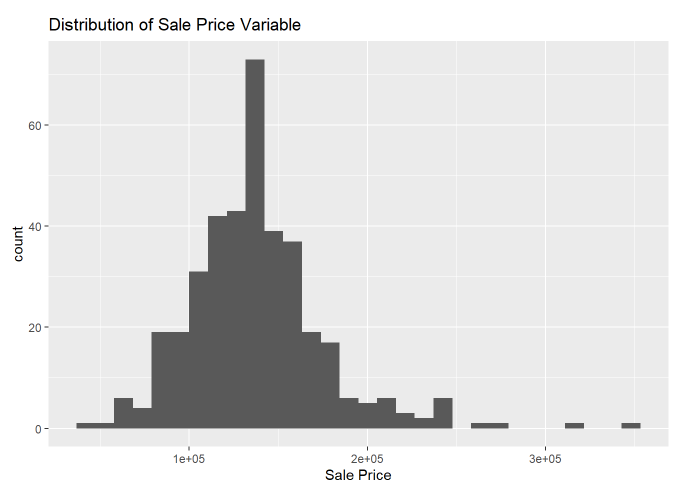 Distribution of Sale Price Variable
count
60
40
20
0
1e+05 2e+05 3e+05
Sale Price